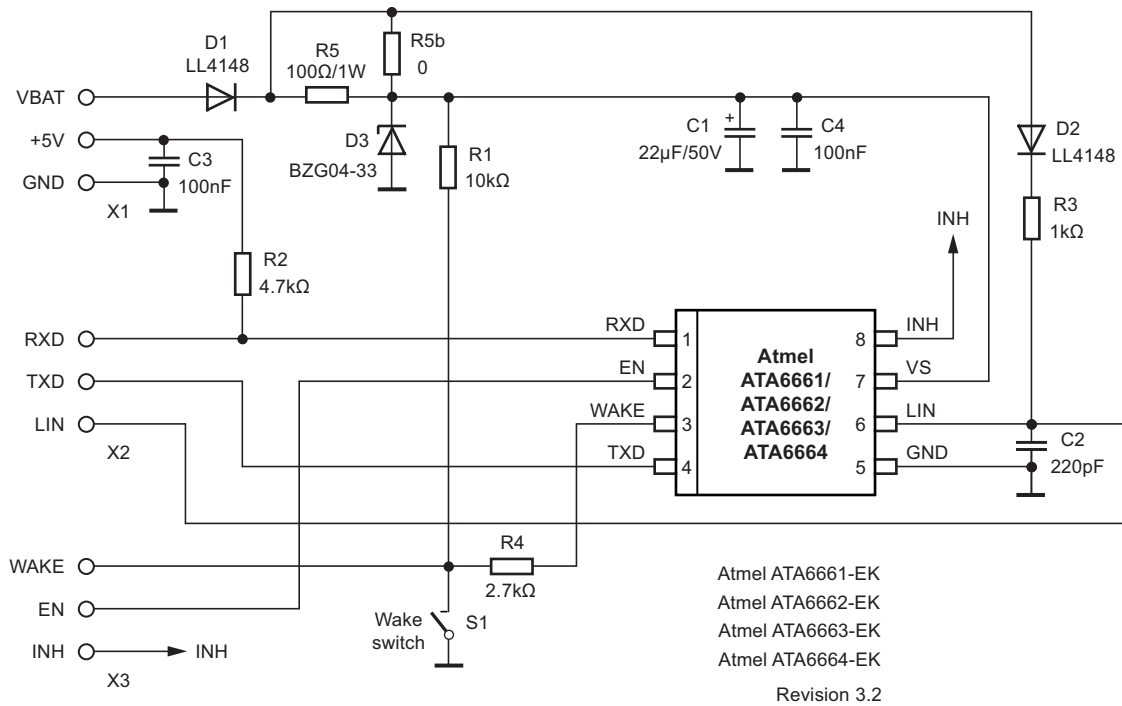 D1
LL4148
R5
100Ω/1W
R5b
0
VBAT
+5V
GND
X1
C3
100nF
D3
BZG04-33
R1
10kΩ
C1
+
22µF/50V
C4
100nF
D2
LL4148
R3
1kΩ
INH
R2
4.7kΩ
RXD
TXD
LIN
X2
RXD
EN
WAKE
TXD
1
2
3
4
Atmel
ATA6661/
ATA6662/
ATA6663/
ATA6664
8
7
6
5
INH
VS
LIN
GND
C2
220pF
WAKE
EN
INH
INH
X3
R4
2.7kΩ
Wake
switch
S1
Atmel ATA6661-EK
Atmel ATA6662-EK
Atmel ATA6663-EK
Atmel ATA6664-EK
Revision 3.2